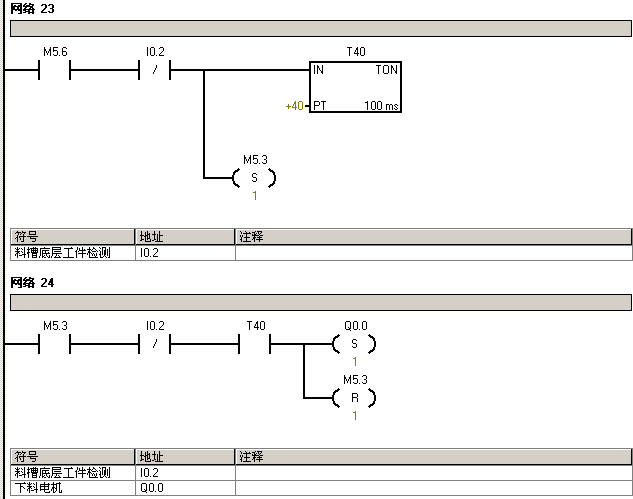 网络 23
M5.6 I0.2 T40
/ IN TON
+40 PT 100 ms
M5.3
S
1
符号 地址 注释
料槽底层工件检测 I0.2
网络 24
M5.3 I0.2 T40 Q0.0
/ S
1
M5.3
R
1
符号 地址 注释
料槽底层工件检测 I0.2
下料电机 Q0.0